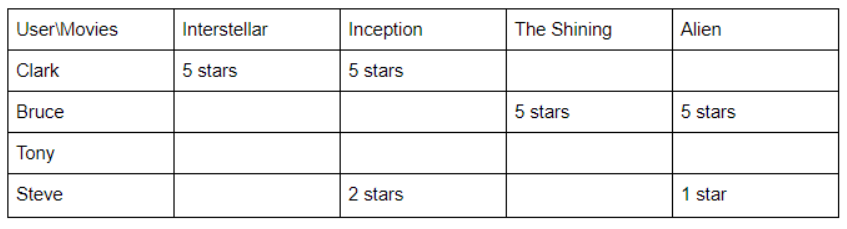 User\Movies Interstellar Inception The Shining Alien
Clark 5 stars 5 stars
Bruce 5 stars 5 stars
Tony
Steve 2 stars 1 star